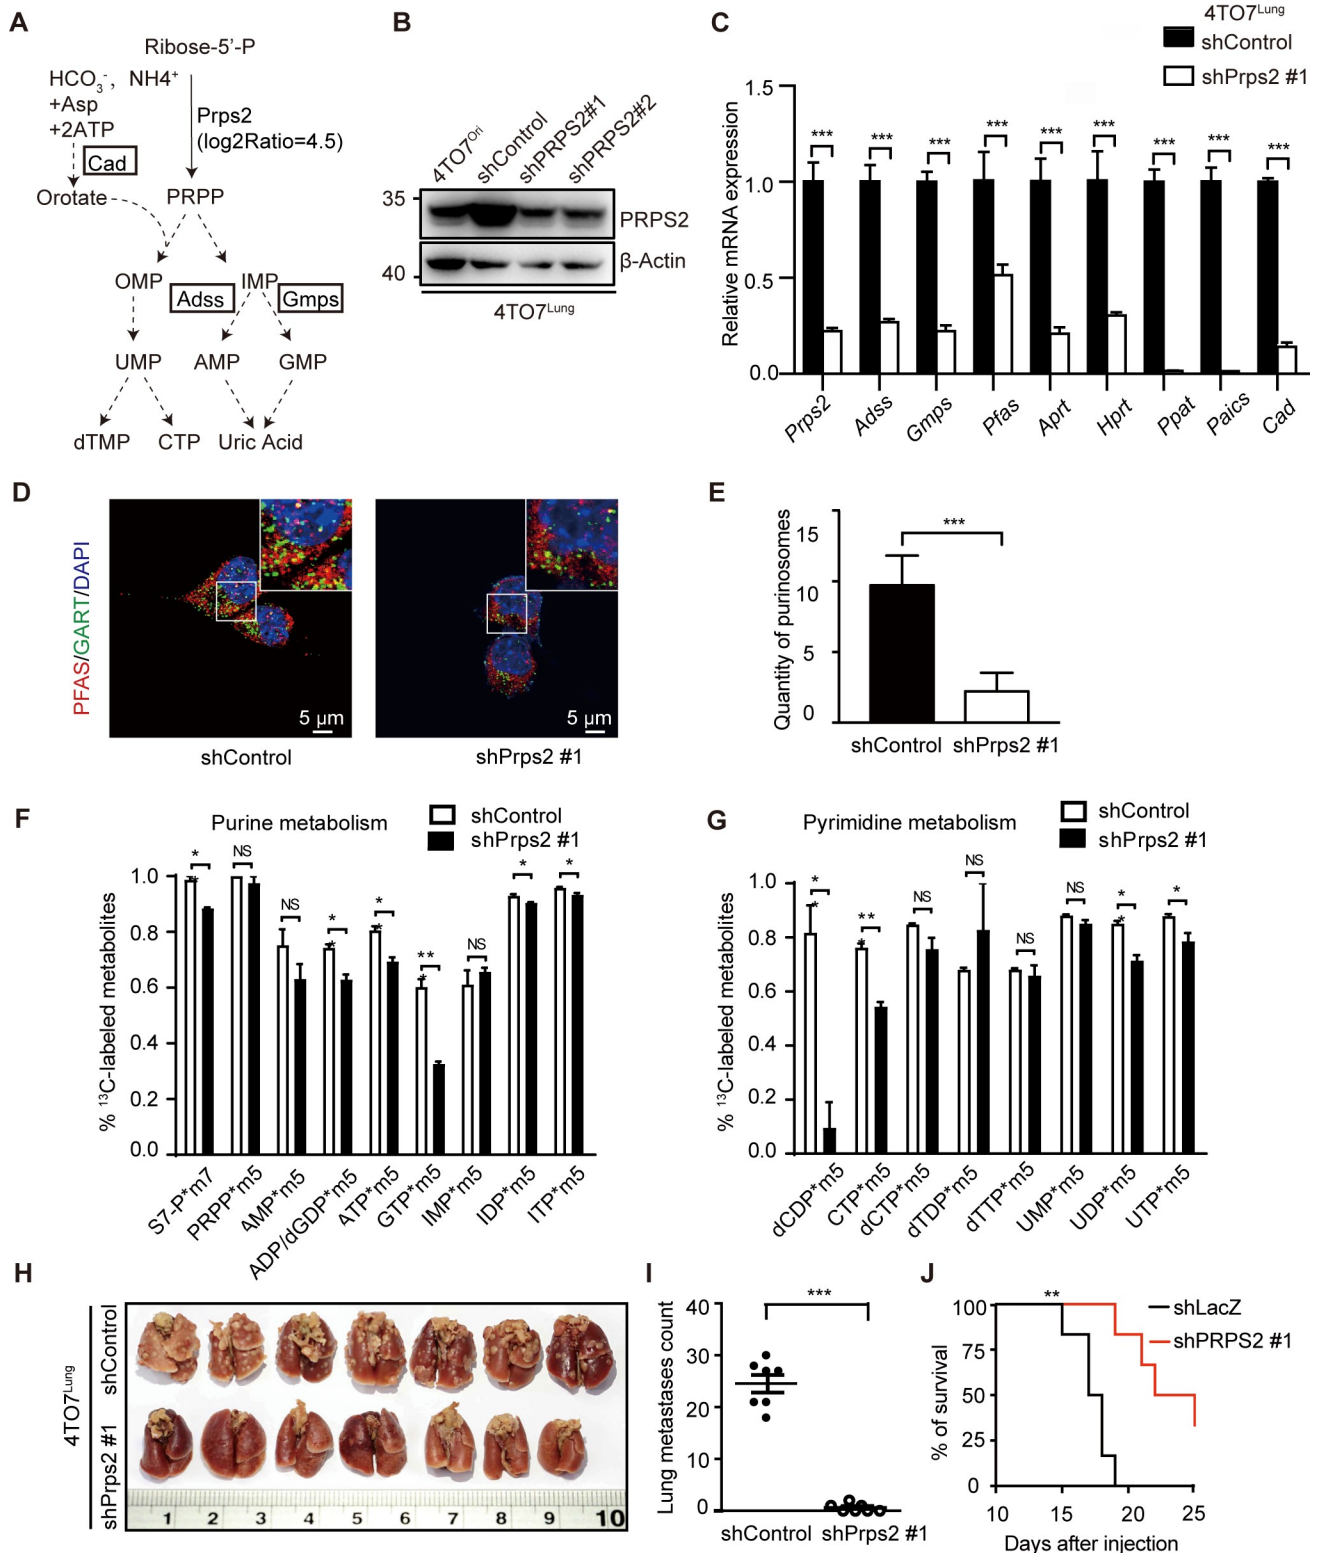 A
Ribose-5’-P
HCO3-, NH4+
+Asp
+2ATP
Prps2
(log2Ratio=4.5)
Cad
Orotate
PRPP
OMP
IMP
Adss
Gmps
UMP
AMP
GMP
dTMP
CTP
Uric Acid
B
4TO7Ori
shControl
shPRPS2#1
shPRPS2#2
35
PRPS2
40
β-Actin
4TO7Lung
C
4TO7Lung
shControl
shPrps2 #1
Relative mRNA expression
1.5
1.0
0.5
0.0
***
***
***
***
***
***
***
***
***
Prps2
Adss
Gmps
Pfas
Aprt
Hprt
Ppat
Paics
Cad
D
PFAS/GART/DAPI
5 µm
5 µm
shControl
shPrps2 #1
E
Quantity of purinosomes
15
10
5
0
***
shControl
shPrps2 #1
F
Purine metabolism
shControl
shPrps2 #1
% 13C-labeled metabolites
1.0
0.8
0.6
0.4
0.2
0.0
*
NS
NS
*
*
**
NS
*
*
S7-P*m7
PRPP*m5
AMP*m5
ADP/dGDP*m5
ATP*m5
GTP*m5
IMP*m5
IDP*m5
ITP*m5
G
Pyrimidine metabolism
shControl
shPrps2 #1
% 13C-labeled metabolites
1.0
0.8
0.6
0.4
0.2
0.0
*
**
NS
NS
NS
NS
*
*
dCDP*m5
CTP*m5
dCTP*m5
dTDP*m5
dTTP*m5
UMP*m5
UDP*m5
UTP*m5
H
4TO7Lung
shControl
shPrps2 #1
1 2 3 4 5 6 7 8 9 10
I
Lung metastases count
40
30
20
10
0
***
shControl
shPrps2 #1
J
% of survival
100
75
50
25
0
**
shLacZ
shPRPS2 #1
10
15
20
25
Days after injection